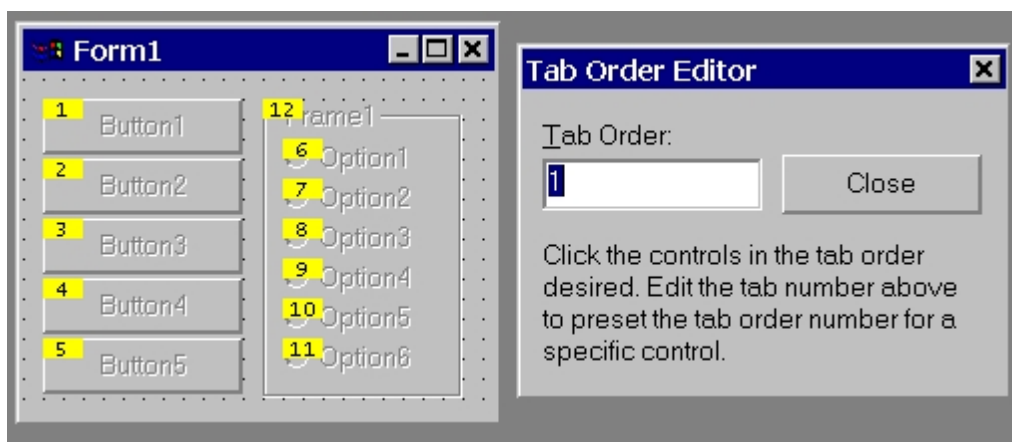 Form1
1 Button1
2 Button2
3 Button3
4 Button4
5 Button5
12 Frame1
6 Option1
7 Option2
8 Option3
9 Option4
10 Option5
11 Option6
Tab Order Editor
Tab Order:
1
Close
Click the controls in the tab order
desired. Edit the tab number above
to preset the tab order number for a
specific control.